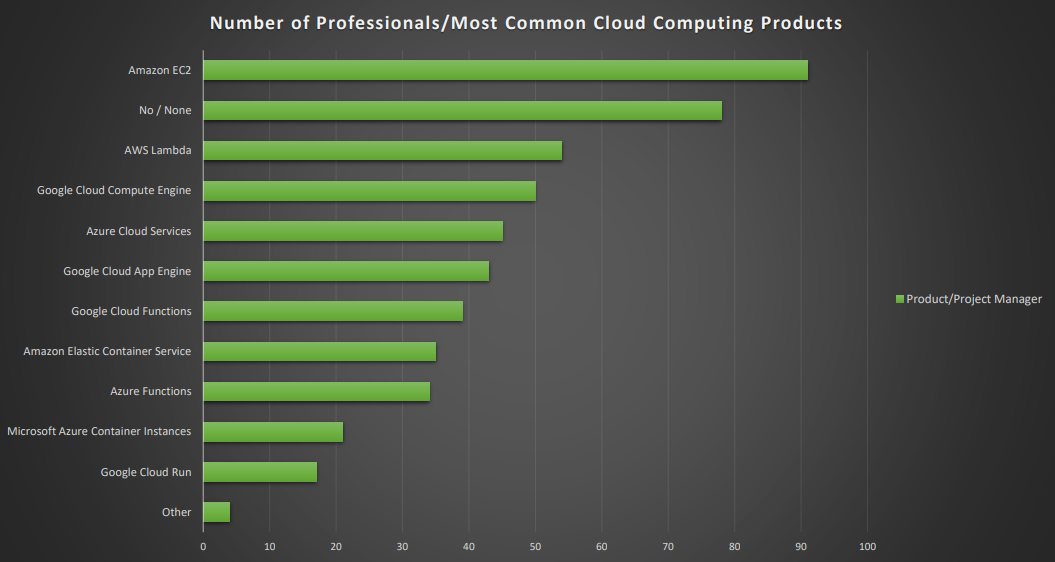 Number of Professionals/Most Common Cloud Computing Products
Amazon EC2
No / None
AWS Lambda
Google Cloud Compute Engine
Azure Cloud Services
Google Cloud App Engine
Google Cloud Functions
Amazon Elastic Container Service
Azure Functions
Microsoft Azure Container Instances
Google Cloud Run
Other
0 10 20 30 40 50 60 70 80 90 100
Product/Project Manager